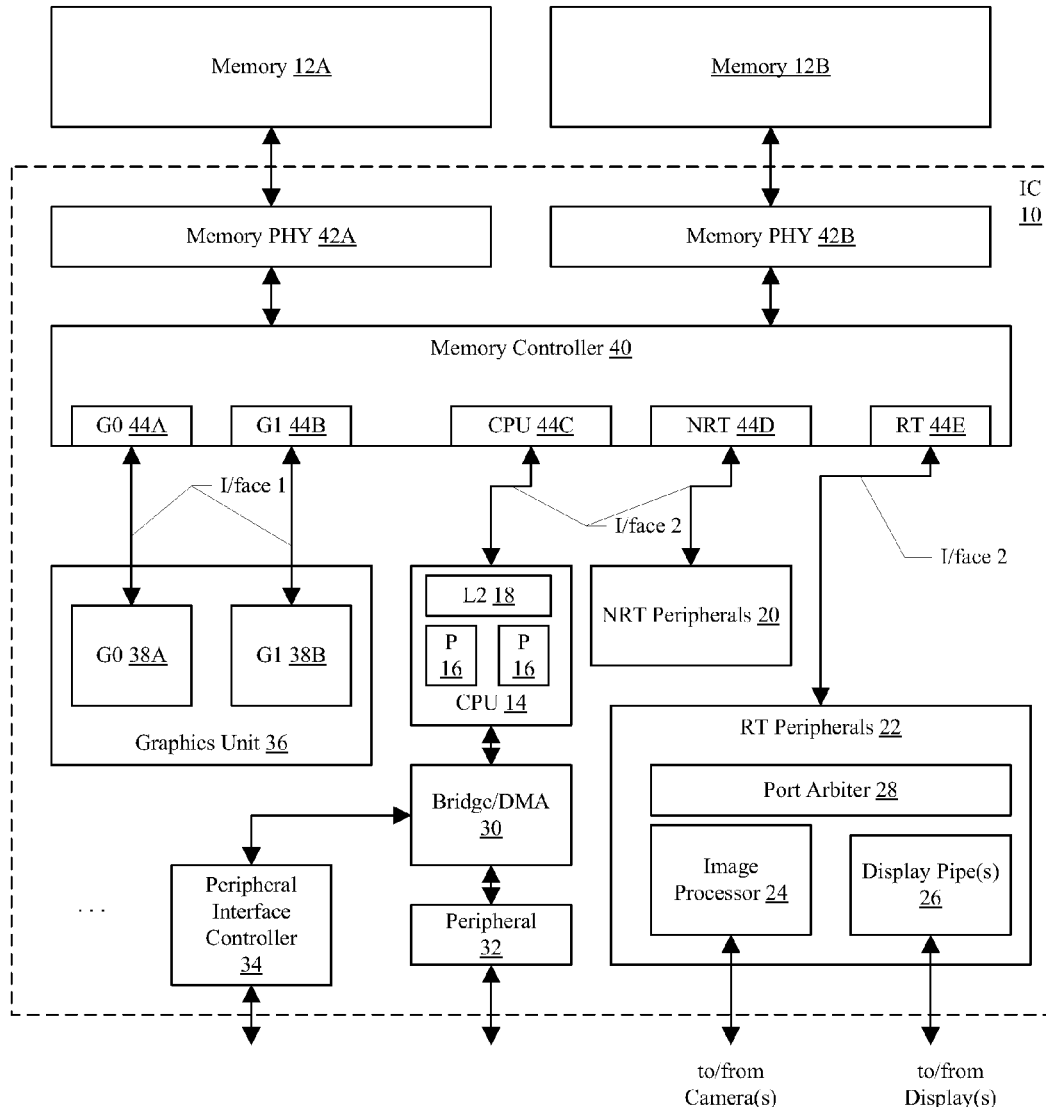 Memory 12A
Memory 12B
IC
10
Memory PHY 42A
Memory PHY 42B
Memory Controller 40
G0 44A
G1 44B
CPU 44C
NRT 44D
RT 44E
I/face 1
I/face 2
I/face 2
L2 18
P
16
P
16
CPU 14
NRT Peripherals 20
G0 38A
G1 38B
Graphics Unit 36
RT Peripherals 22
Port Arbiter 28
Bridge/DMA
30
Image
Processor 24
Display Pipe(s)
26
. . .
Peripheral
Interface
Controller
34
Peripheral
32
to/from
Camera(s)
to/from
Display(s)